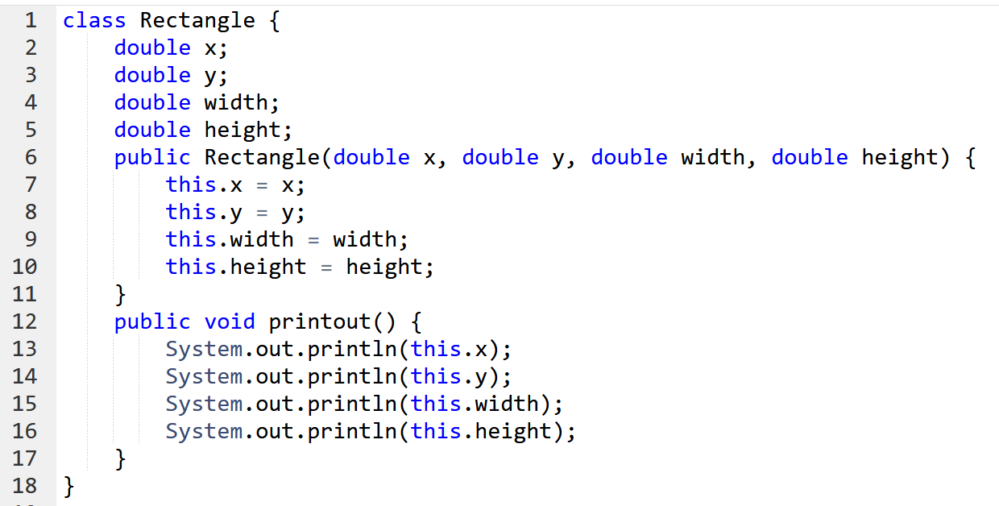 1 class Rectangle {
2     double x;
3     double y;
4     double width;
5     double height;
6     public Rectangle(double x, double y, double width, double height) {
7         this.x = x;
8         this.y = y;
9         this.width = width;
10         this.height = height;
11     }
12     public void printout() {
13         System.out.println(this.x);
14         System.out.println(this.y);
15         System.out.println(this.width);
16         System.out.println(this.height);
17     }
18 }